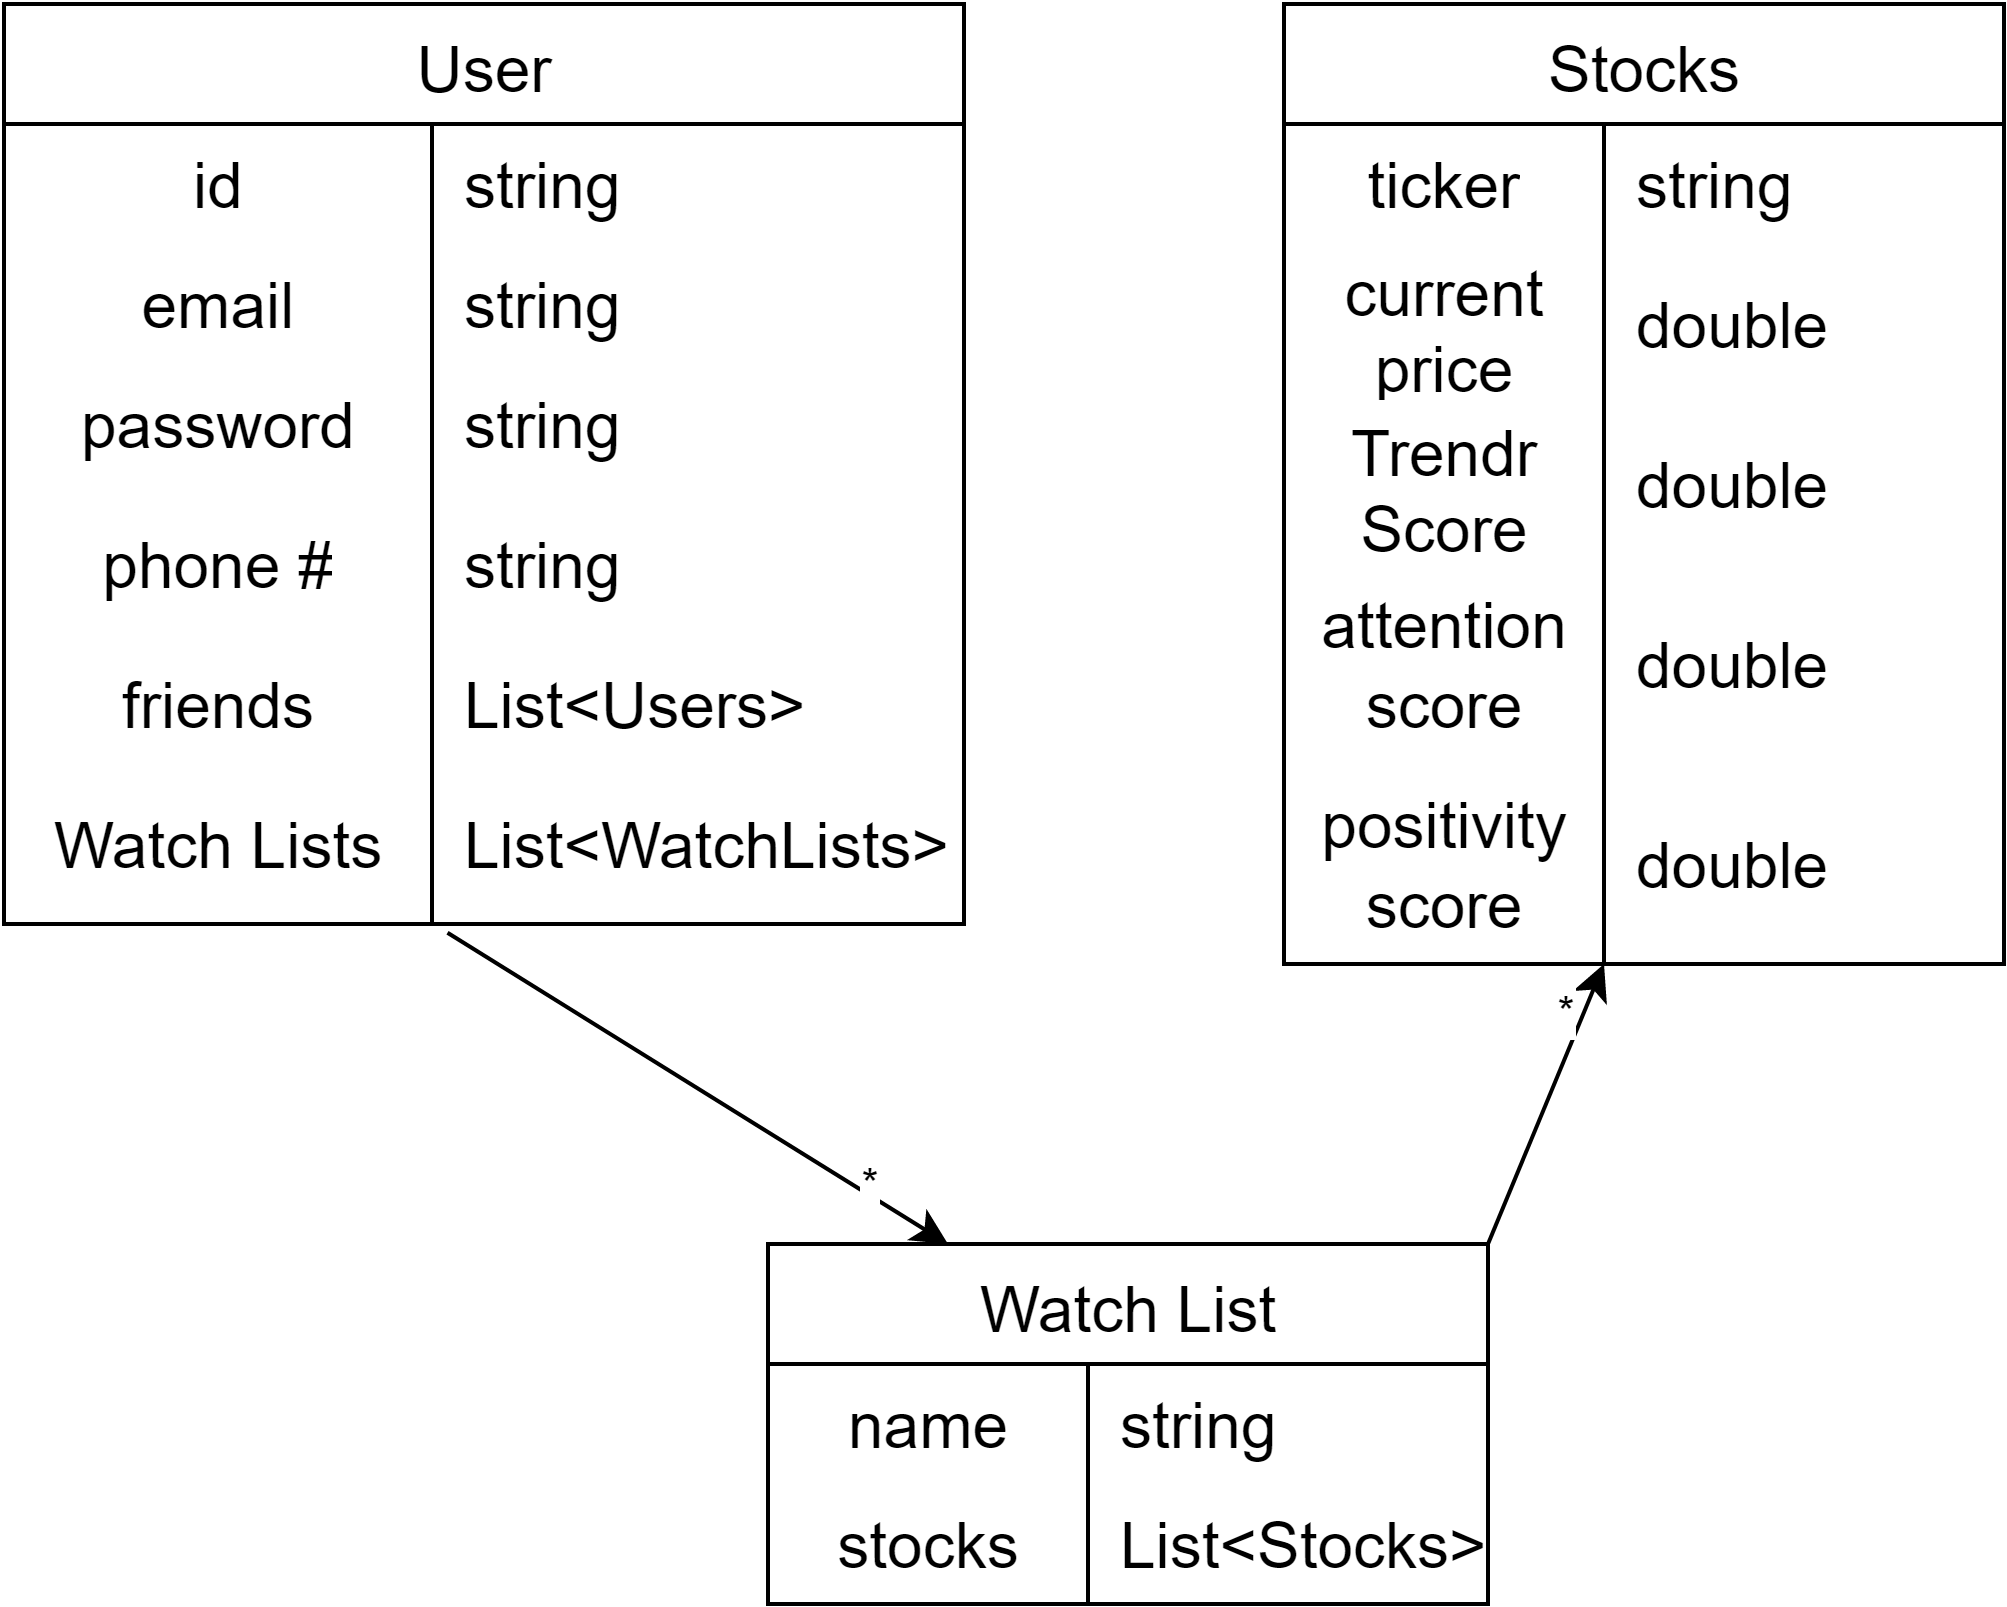 User
id string
email string
password string
phone # string
friends List<Users>
Watch Lists List<WatchLists>
Stocks
ticker string
current
price
double
Trendr
Score
double
attention
score
double
positivity
score
double
*
*
Watch List
name string
stocks List<Stocks>